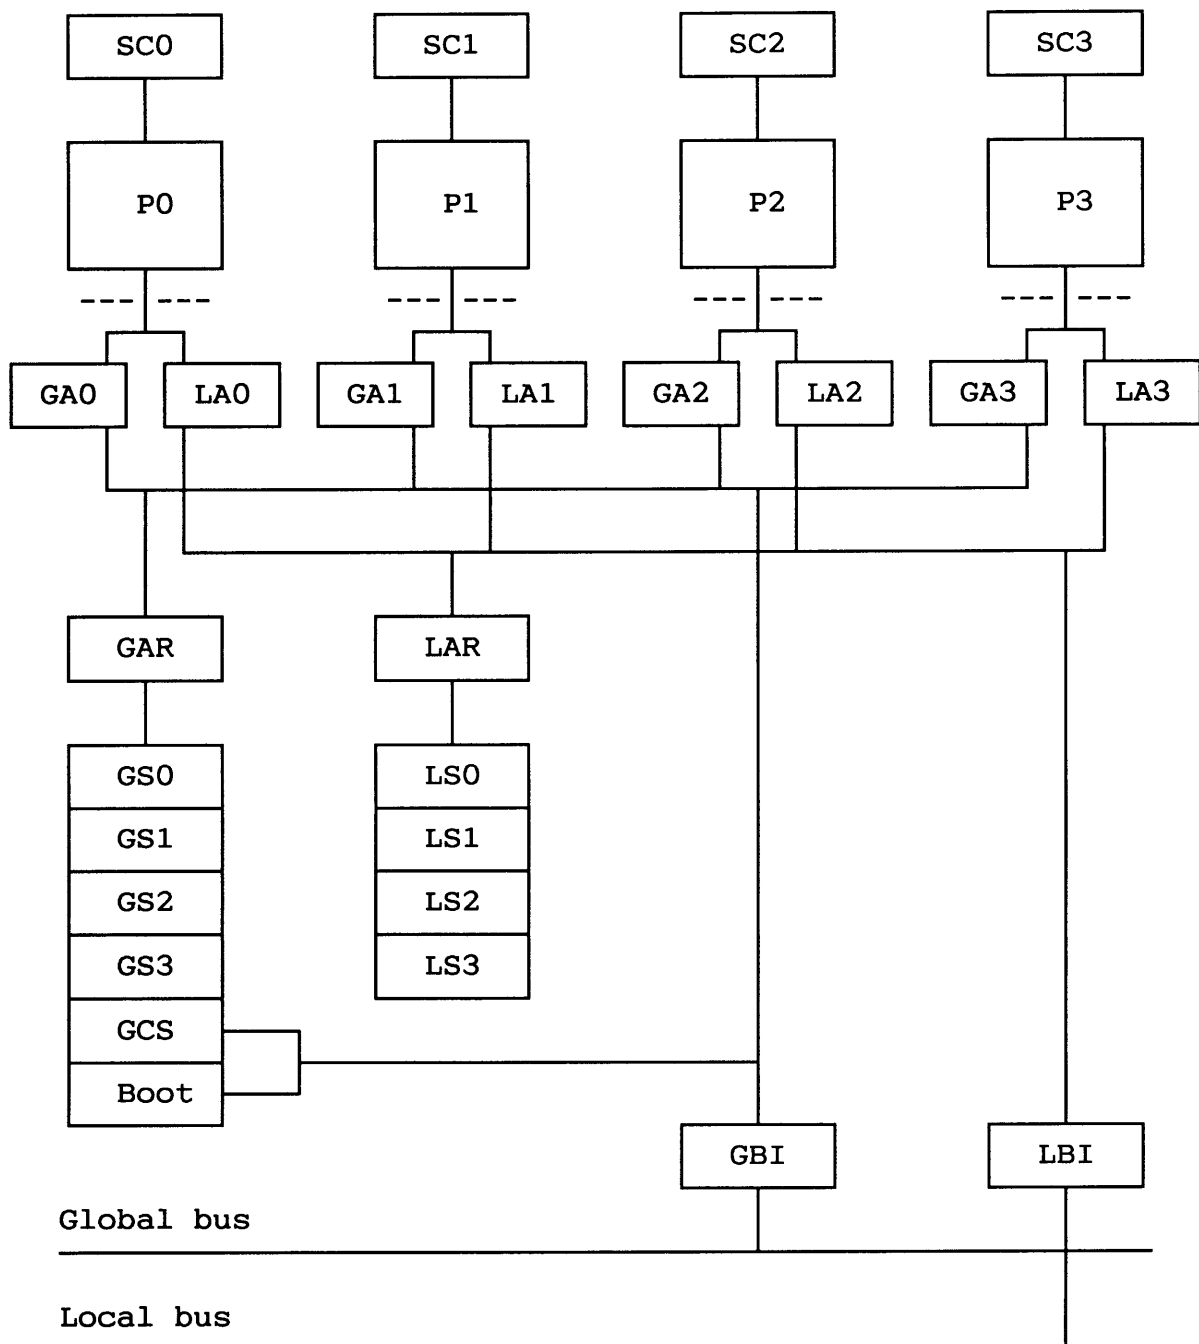 SC0 SC1 SC2 SC3
P0 P1 P2 P3
GA0 LA0 GA1 LA1 GA2 LA2 GA3 LA3
GAR LAR
GS0 LS0
GS1 LS1
GS2 LS2
GS3 LS3
GCS
Boot
GBI LBI
Global bus
Local bus